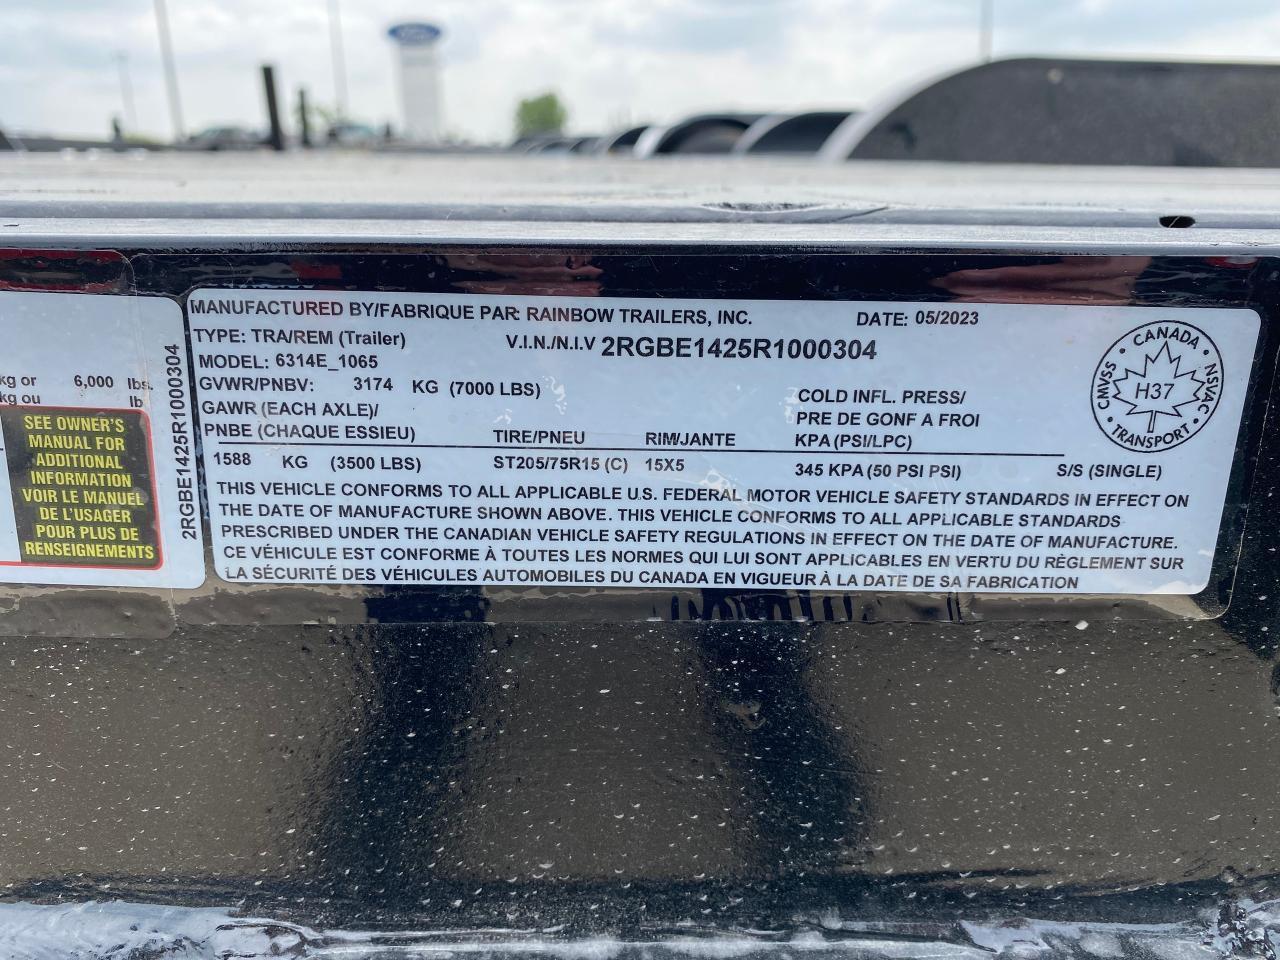 Ford
MANUFACTURED BY/FABRIQUE PAR: RAINBOW TRAILERS, INC. DATE: 05/2023
TYPE: TRA/REM (Trailer) V.I.N./N.I.V 2RGBE1425R1000304
MODEL: 6314E_1065
GVWR/PNBV: 3174 KG (7000 LBS)
GAWR (EACH AXLE)/ COLD INFL. PRESS/
PNBE (CHAQUE ESSIEU) TIRE/PNEU RIM/JANTE PRE DE GONF A FROI
KPA (PSI/LPC)
1588 KG (3500 LBS) ST205/75R15 (C) 15X5 345 KPA (50 PSI PSI) S/S (SINGLE)
THIS VEHICLE CONFORMS TO ALL APPLICABLE U.S. FEDERAL MOTOR VEHICLE SAFETY STANDARDS IN EFFECT ON
THE DATE OF MANUFACTURE SHOWN ABOVE. THIS VEHICLE CONFORMS TO ALL APPLICABLE STANDARDS
PRESCRIBED UNDER THE CANADIAN VEHICLE SAFETY REGULATIONS IN EFFECT ON THE DATE OF MANUFACTURE.
CE VÉHICULE EST CONFORME À TOUTES LES NORMES QUI LUI SONT APPLICABLES EN VERTU DU RÈGLEMENT SUR
LA SÉCURITÉ DES VÉHICULES AUTOMOBILES DU CANADA EN VIGUEUR À LA DATE DE SA FABRICATION
CANADA
CMVSS • NSVAC
H37
TRANSPORT
kg or 6,000 lbs.
kg ou lb
SEE OWNER'S
MANUAL FOR
ADDITIONAL
INFORMATION
VOIR LE MANUEL
DE L'USAGER
POUR PLUS DE
RENSEIGNEMENTS
2RGBE1425R1000304